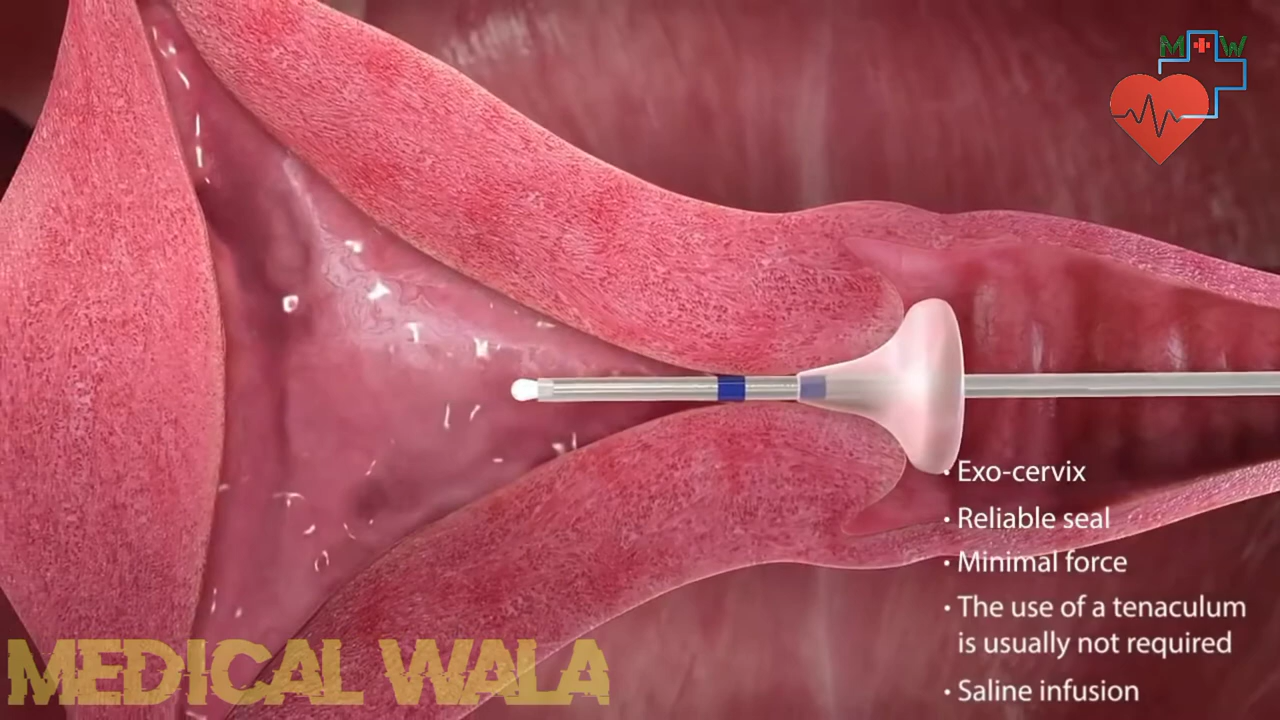 M W
• Exo-cervix
• Reliable seal
• Minimal force
• The use of a tenaculum
is usually not required
• Saline infusion
MEDICAL WALA